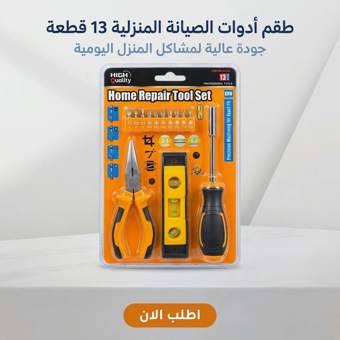 طقم أدوات الصيانة المنزلية 13 قطعة
جودة عالية لمشاكل المنزل اليومية
HIGH
Quality
13
Home Repair Tool Set
اطلب الان